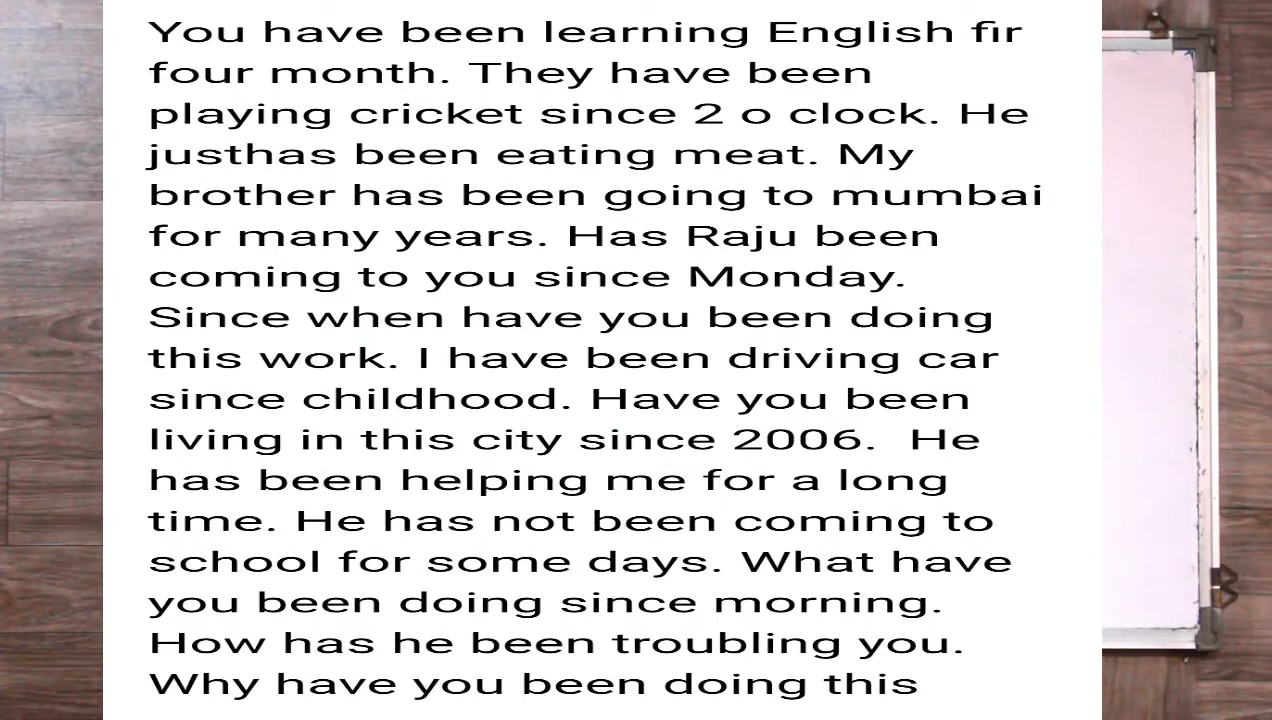 You have been learning English fir
four month. They have been
playing cricket since 2 o clock. He
justhas been eating meat. My
brother has been going to mumbai
for many years. Has Raju been
coming to you since Monday.
Since when have you been doing
this work. I have been driving car
since childhood. Have you been
living in this city since 2006.  He
has been helping me for a long
time. He has not been coming to
school for some days. What have
you been doing since morning.
How has he been troubling you.
Why have you been doing this